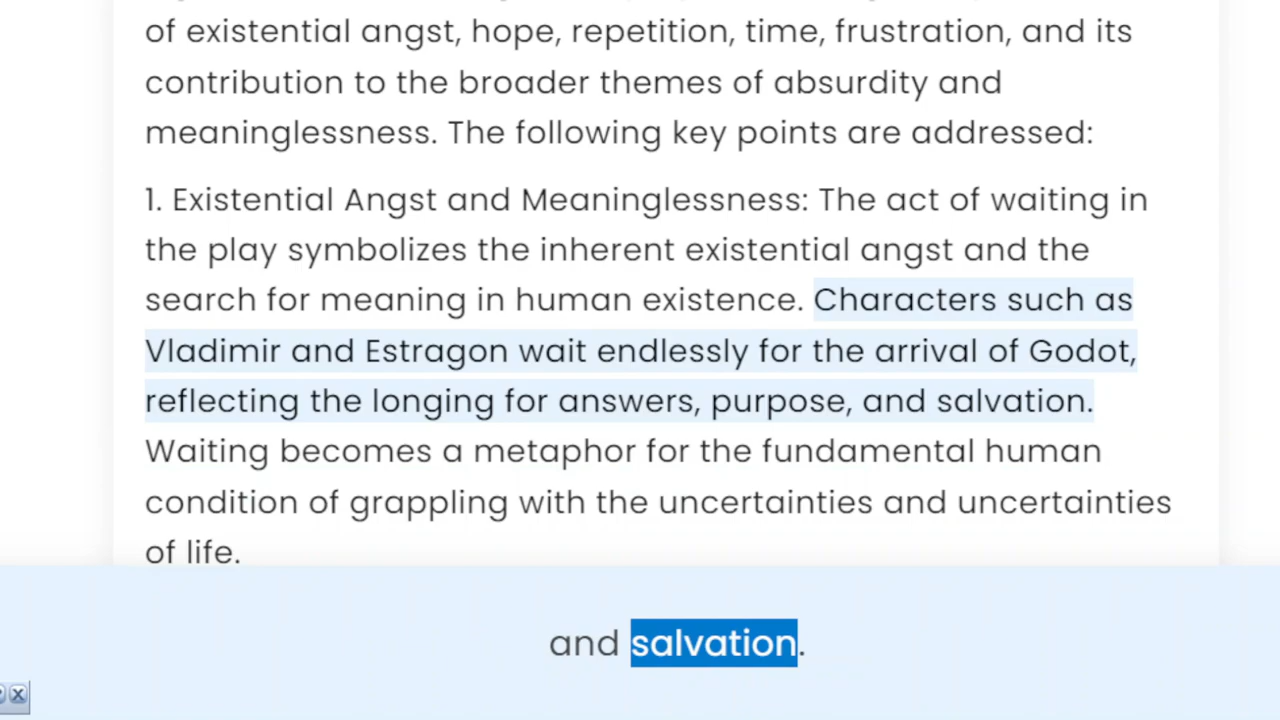 of existential angst, hope, repetition, time, frustration, and its
contribution to the broader themes of absurdity and
meaninglessness. The following key points are addressed:
1. Existential Angst and Meaninglessness: The act of waiting in
the play symbolizes the inherent existential angst and the
search for meaning in human existence. Characters such as
Vladimir and Estragon wait endlessly for the arrival of Godot,
reflecting the longing for answers, purpose, and salvation.
Waiting becomes a metaphor for the fundamental human
condition of grappling with the uncertainties and uncertainties
of life.
and salvation.